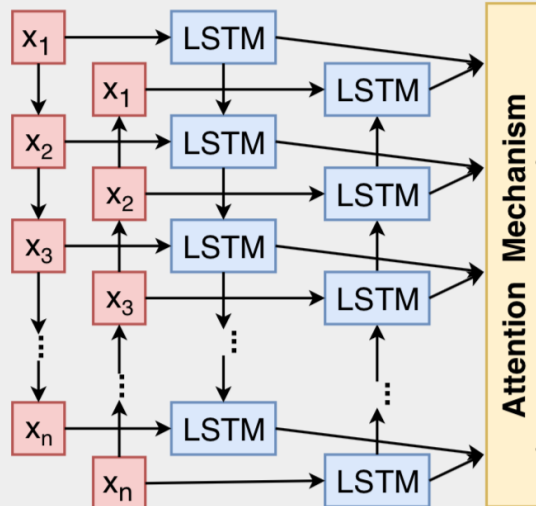 x1
LSTM
x1
LSTM
x2
LSTM
x2
LSTM
x3
LSTM
x3
LSTM
...
...
...
...
xn
LSTM
xn
LSTM
Attention Mechanism